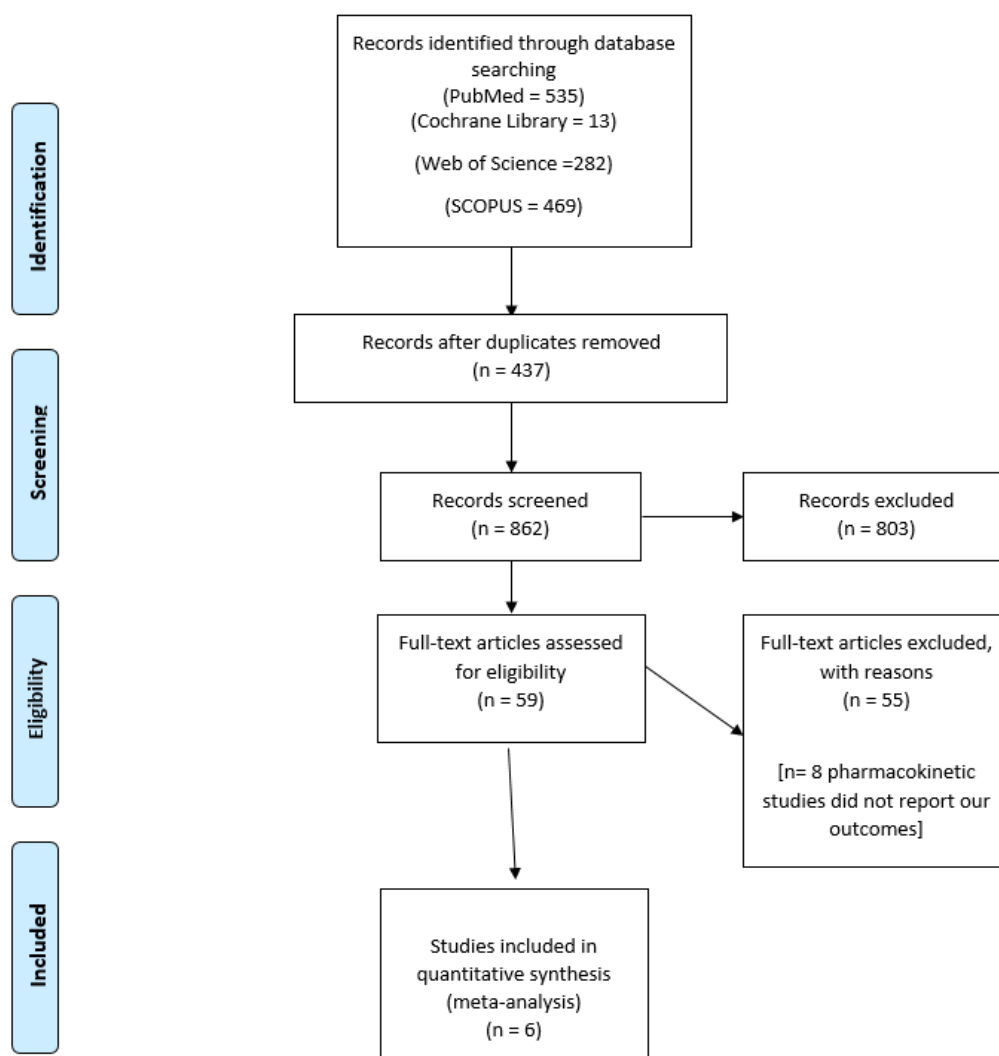 Records identified through database
searching
(PubMed = 535)
(Cochrane Library = 13)
(Web of Science =282)
(SCOPUS = 469)
Identification
Records after duplicates removed
(n = 437)
Screening
Records screened
(n = 862)
Records excluded
(n = 803)
Eligibility
Full-text articles assessed
for eligibility
(n = 59)
Full-text articles excluded,
with reasons
(n = 55)
[n= 8 pharmacokinetic
studies did not report our
outcomes]
Included
Studies included in
quantitative synthesis
(meta-analysis)
(n = 6)